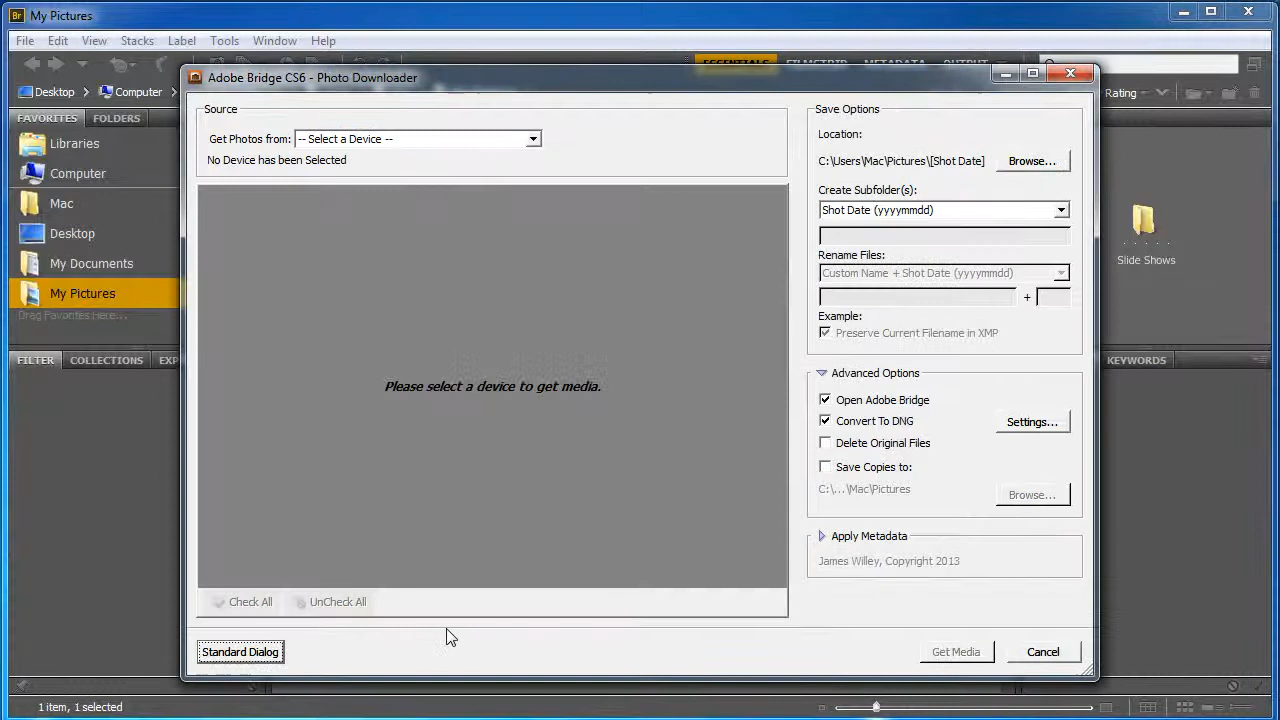 Br My Pictures
File Edit View Stacks Label Tools Window Help
ESSENTIALS FILMSTRIP METADATA OUTPUT
Adobe Bridge CS6 - Photo Downloader
Desktop Computer
Rating
FAVORITES FOLDERS
Libraries
Computer
Mac
Desktop
My Documents
My Pictures
Drag Favorites Here...
FILTER COLLECTIONS EXP
Source
Get Photos from: -- Select a Device --
No Device has been Selected
Please select a device to get media.
Check All UnCheck All
Standard Dialog
Save Options
Location:
C:\Users\Mac\Pictures\[Shot Date] Browse...
Create Subfolder(s):
Shot Date (yyyymmdd)
Rename Files:
Custom Name + Shot Date (yyyymmdd)
+
Example:
Preserve Current Filename in XMP
Advanced Options
Open Adobe Bridge
Convert To DNG Settings...
Delete Original Files
Save Copies to:
C:\...\Mac\Pictures Browse...
Apply Metadata
James Willey, Copyright 2013
Get Media Cancel
Slide Shows
KEYWORDS
1 item, 1 selected